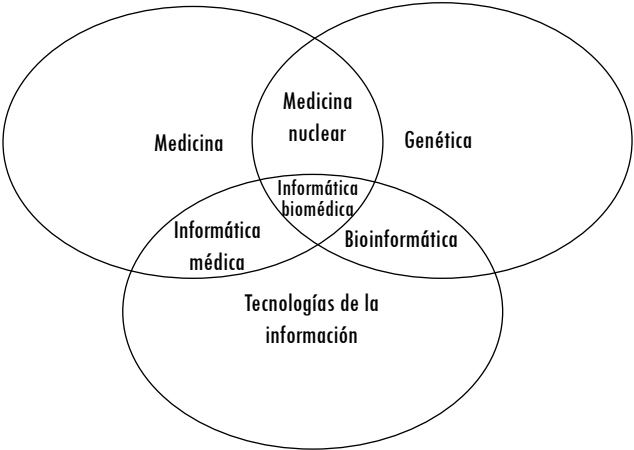 Medicina
nuclear
Medicina
Genética
Informática
biomédica
Informática
médica
Bioinformática
Tecnologías de la
información